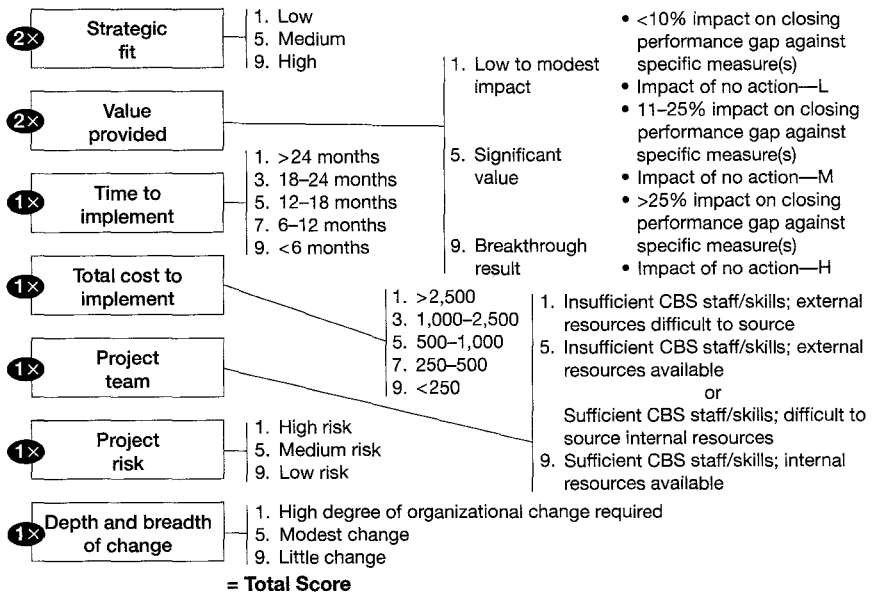 2×
Strategic
fit
1. Low
5. Medium
9. High
2×
Value
provided
1. Low to modest
impact
• <10% impact on closing
performance gap against
specific measure(s)
• Impact of no action—L
5. Significant
value
• 11–25% impact on closing
performance gap against
specific measure(s)
• Impact of no action—M
9. Breakthrough
result
• >25% impact on closing
performance gap against
specific measure(s)
• Impact of no action—H
1×
Time to
implement
1. >24 months
3. 18–24 months
5. 12–18 months
7. 6–12 months
9. <6 months
1×
Total cost to
implement
1. >2,500
3. 1,000–2,500
5. 500–1,000
7. 250–500
9. <250
1×
Project
team
1. Insufficient CBS staff/skills; external
resources difficult to source
5. Insufficient CBS staff/skills; external
resources available
or
Sufficient CBS staff/skills; difficult to
source internal resources
9. Sufficient CBS staff/skills; internal
resources available
1×
Project
risk
1. High risk
5. Medium risk
9. Low risk
1×
Depth and breadth
of change
1. High degree of organizational change required
5. Modest change
9. Little change
= Total Score